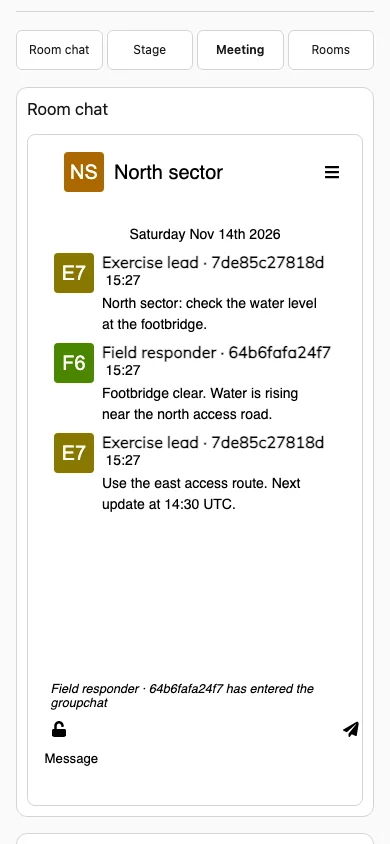 Room chat
Stage
Meeting
Rooms
Room chat
NS
North sector
Saturday Nov 14th 2026
E7
Exercise lead · 7de85c27818d
15:27
North sector: check the water level
at the footbridge.
F6
Field responder · 64b6fafa24f7
15:27
Footbridge clear. Water is rising
near the north access road.
E7
Exercise lead · 7de85c27818d
15:27
Use the east access route. Next
update at 14:30 UTC.
Field responder · 64b6fafa24f7 has entered the
groupchat
Message